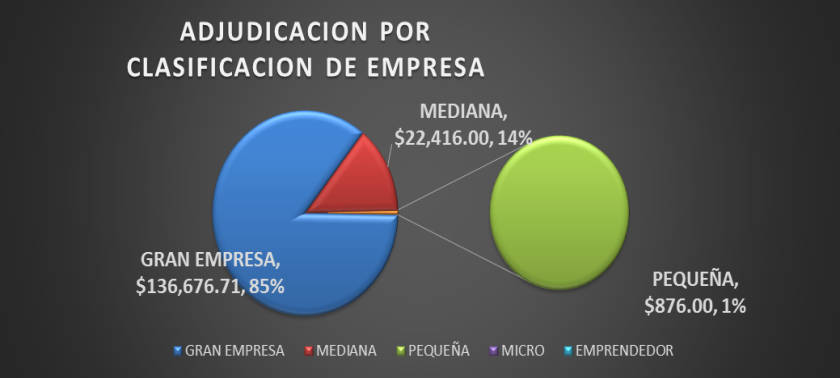 ADJUDICACION POR
CLASIFICACION DE EMPRESA
MEDIANA,
$22,416.00, 14%
GRAN EMPRESA,
$136,676.71, 85%
PEQUEÑA,
$876.00, 1%
GRAN EMPRESA MEDIANA PEQUEÑA MICRO EMPRENDEDOR